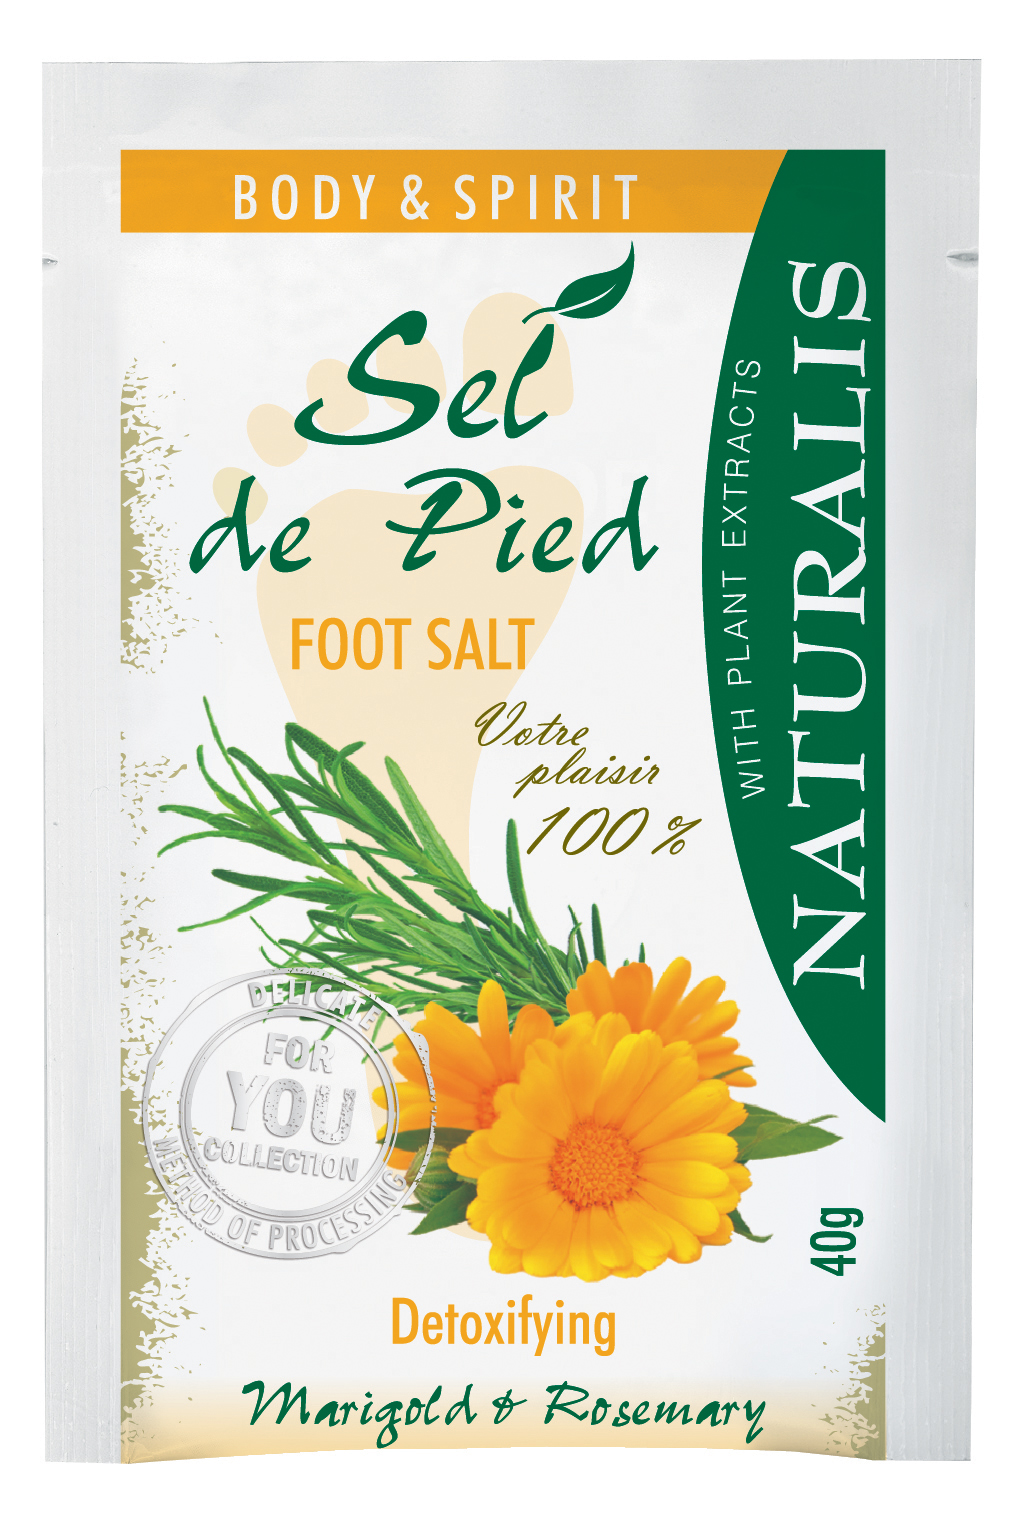 BODY & SPIRIT
Sel
de Pied
FOOT SALT
Votre
plaisir
100%
WITH PLANT EXTRACTS
NATURALIS
DELICATE
FOR
YOU
COLLECTION
METHOD OF PROCESSING
40g
Detoxifying
Marigold & Rosemary